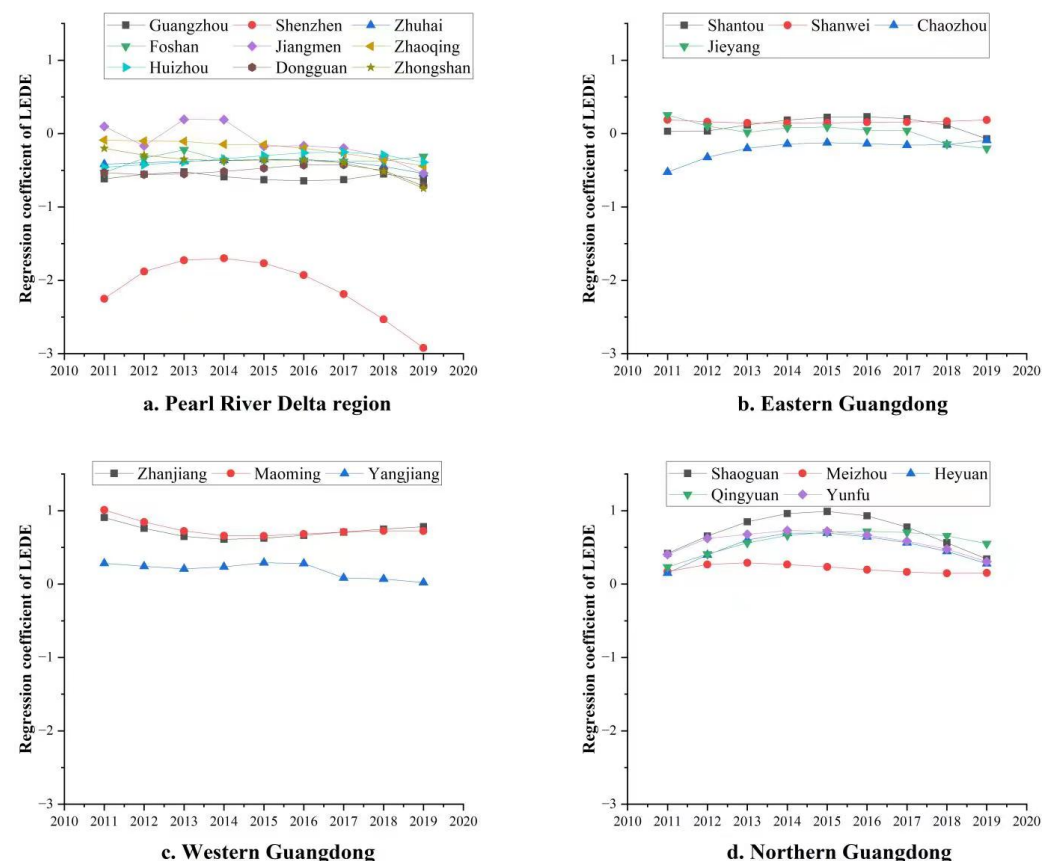 Guangzhou Shenzhen Zhuhai
Foshan Jiangmen Zhaoqing
Huizhou Dongguan Zhongshan
Regression coefficient of LEDE
1
0
−1
−2
−3
2010 2011 2012 2013 2014 2015 2016 2017 2018 2019 2020
a. Pearl River Delta region
Shantou Shanwei Chaozhou
Jieyang
Regression coefficient of LEDE
1
0
−1
−2
−3
2010 2011 2012 2013 2014 2015 2016 2017 2018 2019 2020
b. Eastern Guangdong
Zhanjiang Maoming Yangjiang
Regression coefficient of LEDE
1
0
−1
−2
−3
2010 2011 2012 2013 2014 2015 2016 2017 2018 2019 2020
c. Western Guangdong
Shaoguan Meizhou Heyuan
Qingyuan Yunfu
Regression coefficient of LEDE
1
0
−1
−2
−3
2010 2011 2012 2013 2014 2015 2016 2017 2018 2019 2020
d. Northern Guangdong